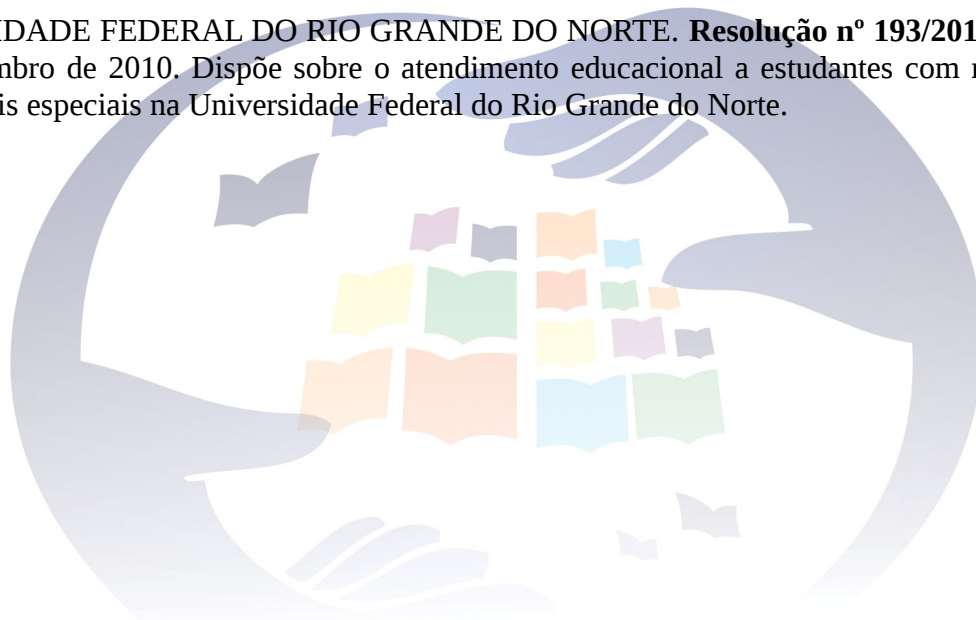 IDADE FEDERAL DO RIO GRANDE DO NORTE. Resolução nº 193/201
mbro de 2010. Dispõe sobre o atendimento educacional a estudantes com
is especiais na Universidade Federal do Rio Grande do Norte.